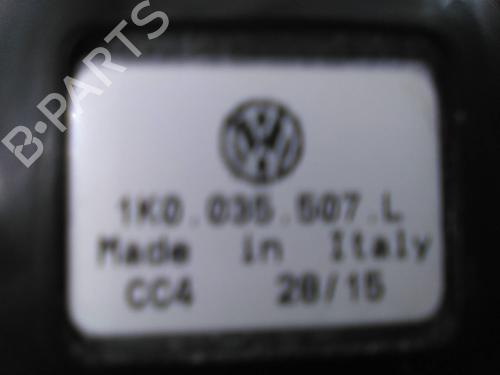 B-PARTS
1K0.035.507.L
Made in Italy
CC4 28/15